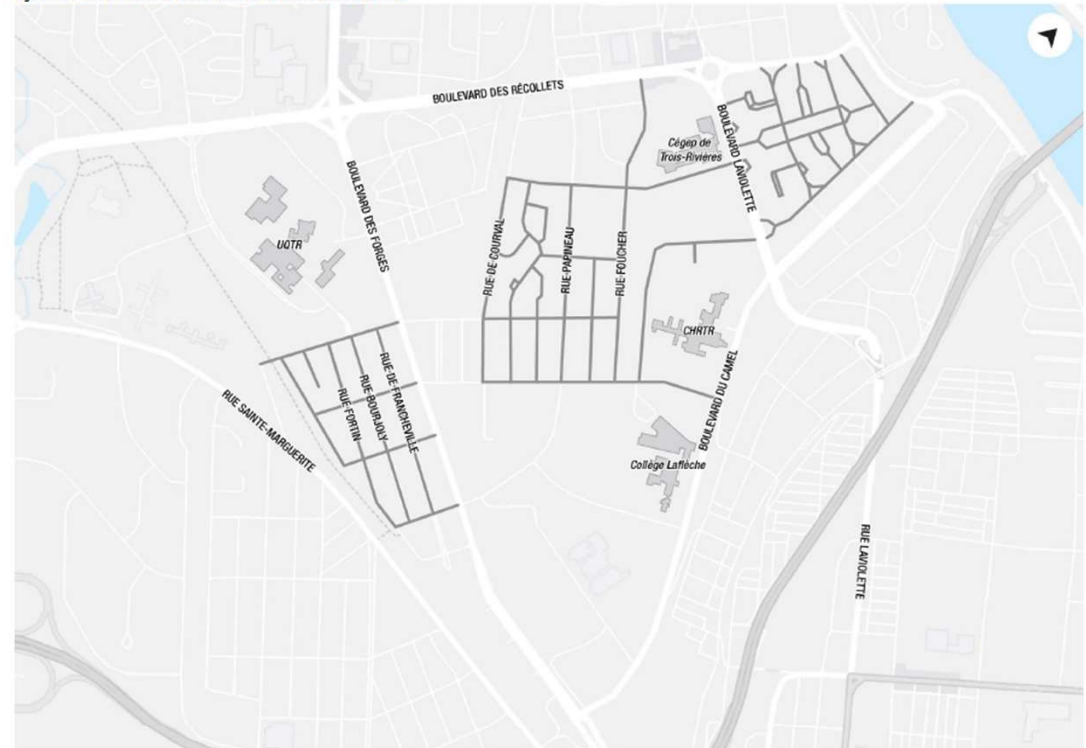 BOULEVARD DES RÉCOLLETS
BOULEVARD DES FORGES
BOULEVARD LAVIOLETTE
Cégep de
Trois-Rivières
UQTR
RUE DE COURVAL
RUE PAPINEAU
RUE FOUCHER
CHRTR
BOULEVARD DU CAMEL
RUE DE FRANCHEVILLE
RUE BOURJOLY
RUE FORTIN
RUE SAINTE-MARGUERITE
Collège Laflèche
RUE LAVIOLETTE